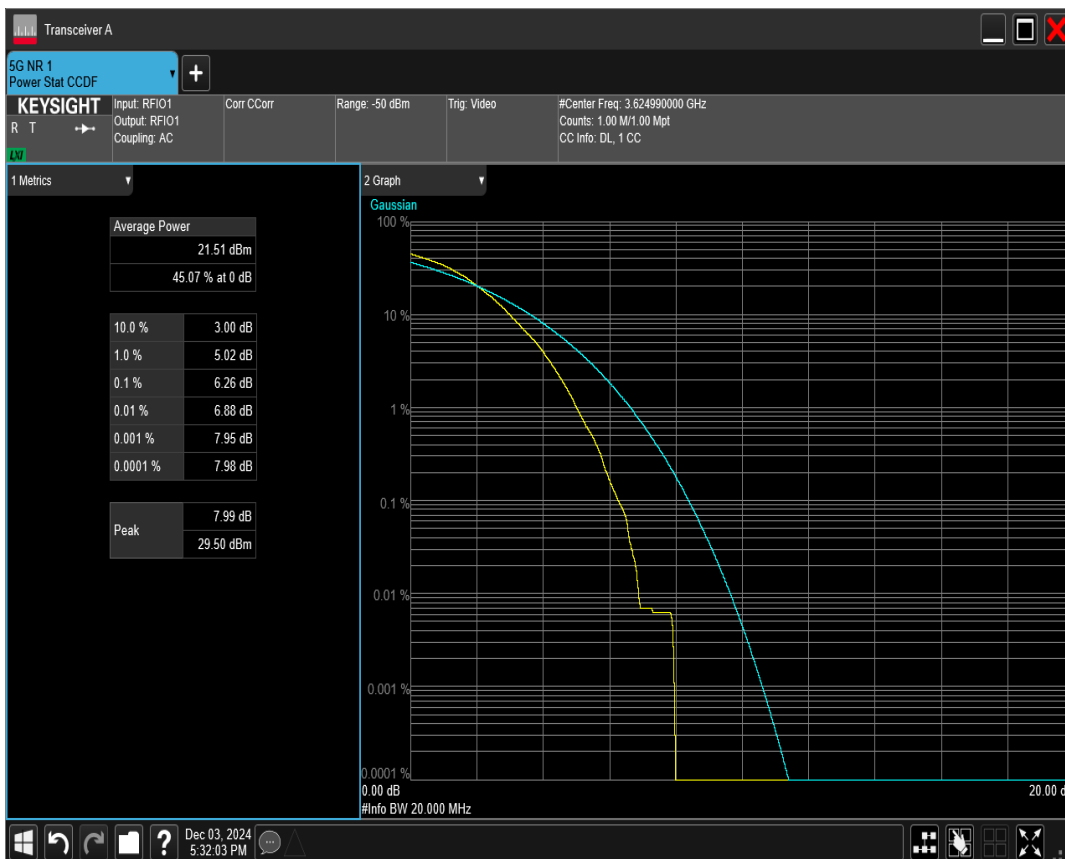 Transceiver A
5G NR 1
Power Stat CCDF
+
KEYSIGHT
R T
LXI
Input: RFIO1
Output: RFIO1
Coupling: AC
Corr CCorr
Range: -50 dBm
Trig: Video
#Center Freq: 3.624990000 GHz
Counts: 1.00 M/1.00 Mpt
CC Info: DL, 1 CC
1 Metrics
Average Power
21.51 dBm
45.07 % at 0 dB
10.0 % 3.00 dB
1.0 % 5.02 dB
0.1 % 6.26 dB
0.01 % 6.88 dB
0.001 % 7.95 dB
0.0001 % 7.98 dB
Peak
7.99 dB
29.50 dBm
2 Graph
Gaussian
100 %
10 %
1 %
0.1 %
0.01 %
0.001 %
0.0001 %
0.00 dB
20.00 d
#Info BW 20.000 MHz
?
Dec 03, 2024
5:32:03 PM